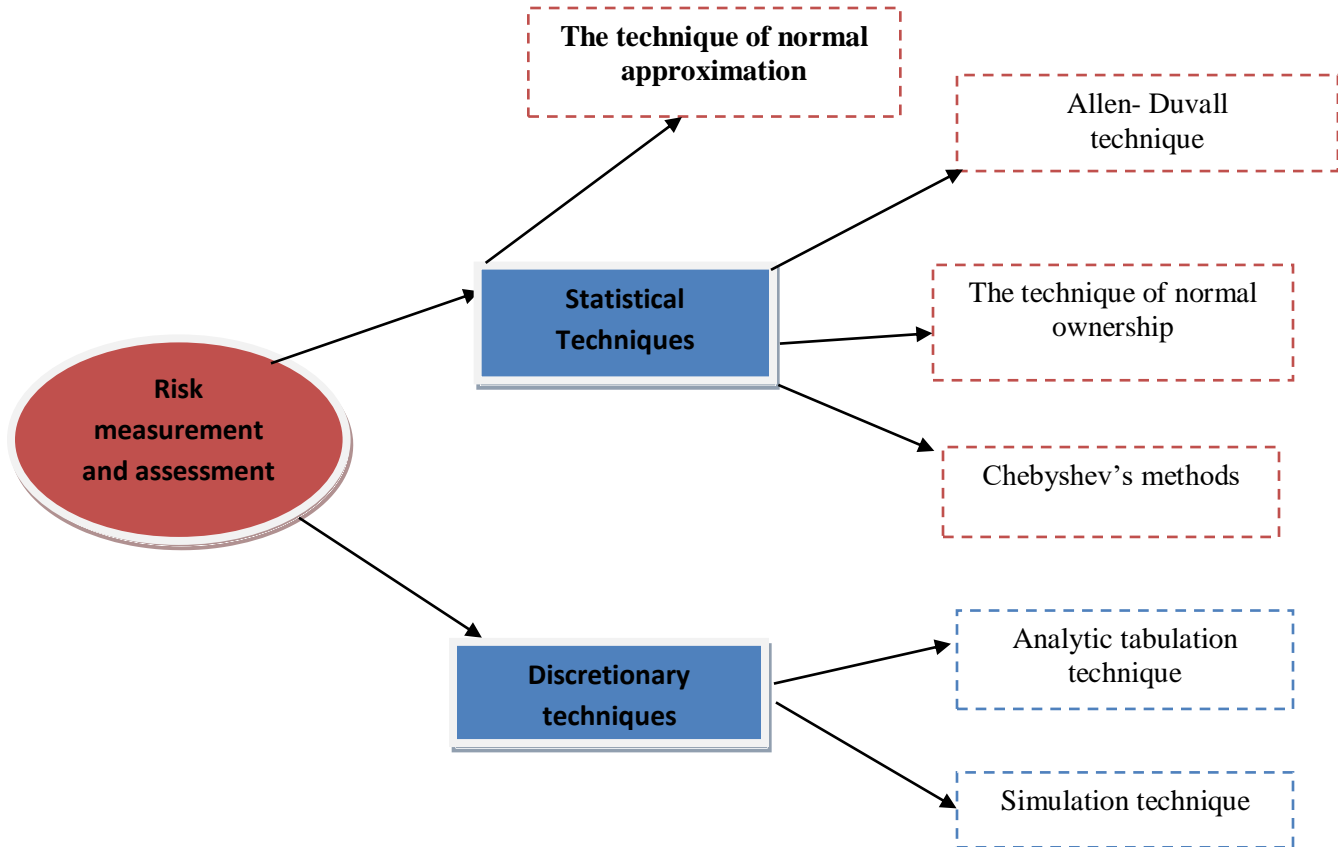 The technique of normal
approximation
Allen- Duvall
technique
Statistical
Techniques
The technique of normal
ownership
Risk
measurement
and assessment
Chebyshev’s methods
Discretionary
techniques
Analytic tabulation
technique
Simulation technique